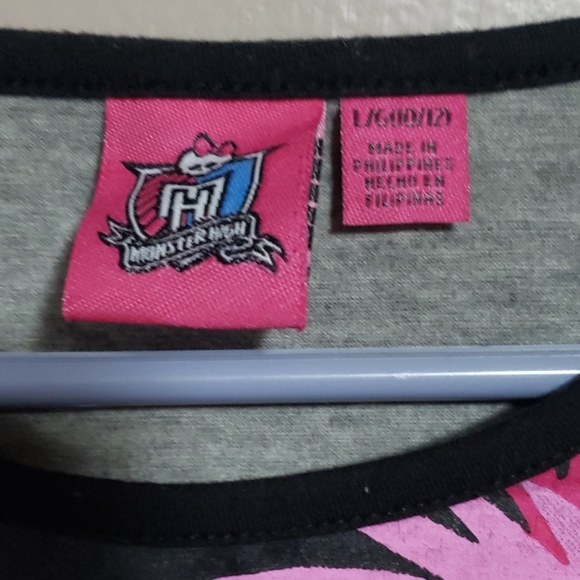 MH
MONSTER HIGH
L/G(10/12)
MADE IN
PHILIPPINES
HECHO EN
FILIPINAS